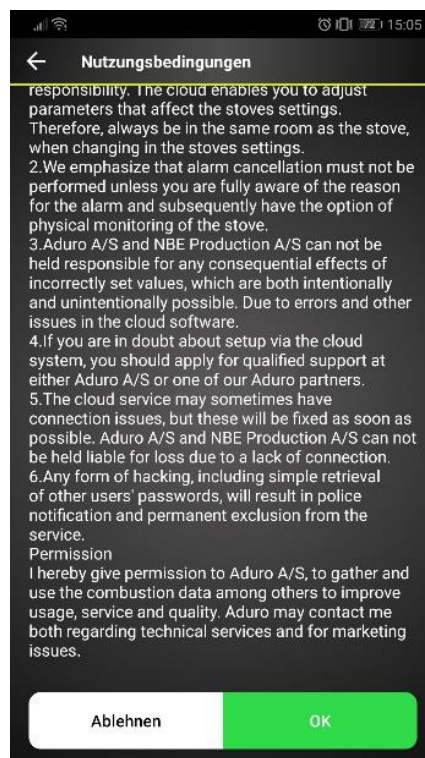 72 15:05
Nutzungsbedingungen
responsibility. The cloud enables you to adjust
parameters that affect the stoves settings.
Therefore, always be in the same room as the stove,
when changing in the stoves settings.
2.We emphasize that alarm cancellation must not be
performed unless you are fully aware of the reason
for the alarm and subsequently have the option of
physical monitoring of the stove.
3.Aduro A/S and NBE Production A/S can not be
held responsible for any consequential effects of
incorrectly set values, which are both intentionally
and unintentionally possible. Due to errors and other
issues in the cloud software.
4.If you are in doubt about setup via the cloud
system, you should apply for qualified support at
either Aduro A/S or one of our Aduro partners.
5.The cloud service may sometimes have
connection issues, but these will be fixed as soon as
possible. Aduro A/S and NBE Production A/S can not
be held liable for loss due to a lack of connection.
6.Any form of hacking, including simple retrieval
of other users' passwords, will result in police
notification and permanent exclusion from the
service.
Permission
I hereby give permission to Aduro A/S, to gather and
use the combustion data among others to improve
usage, service and quality. Aduro may contact me
both regarding technical services and for marketing
issues.
Ablehnen
OK